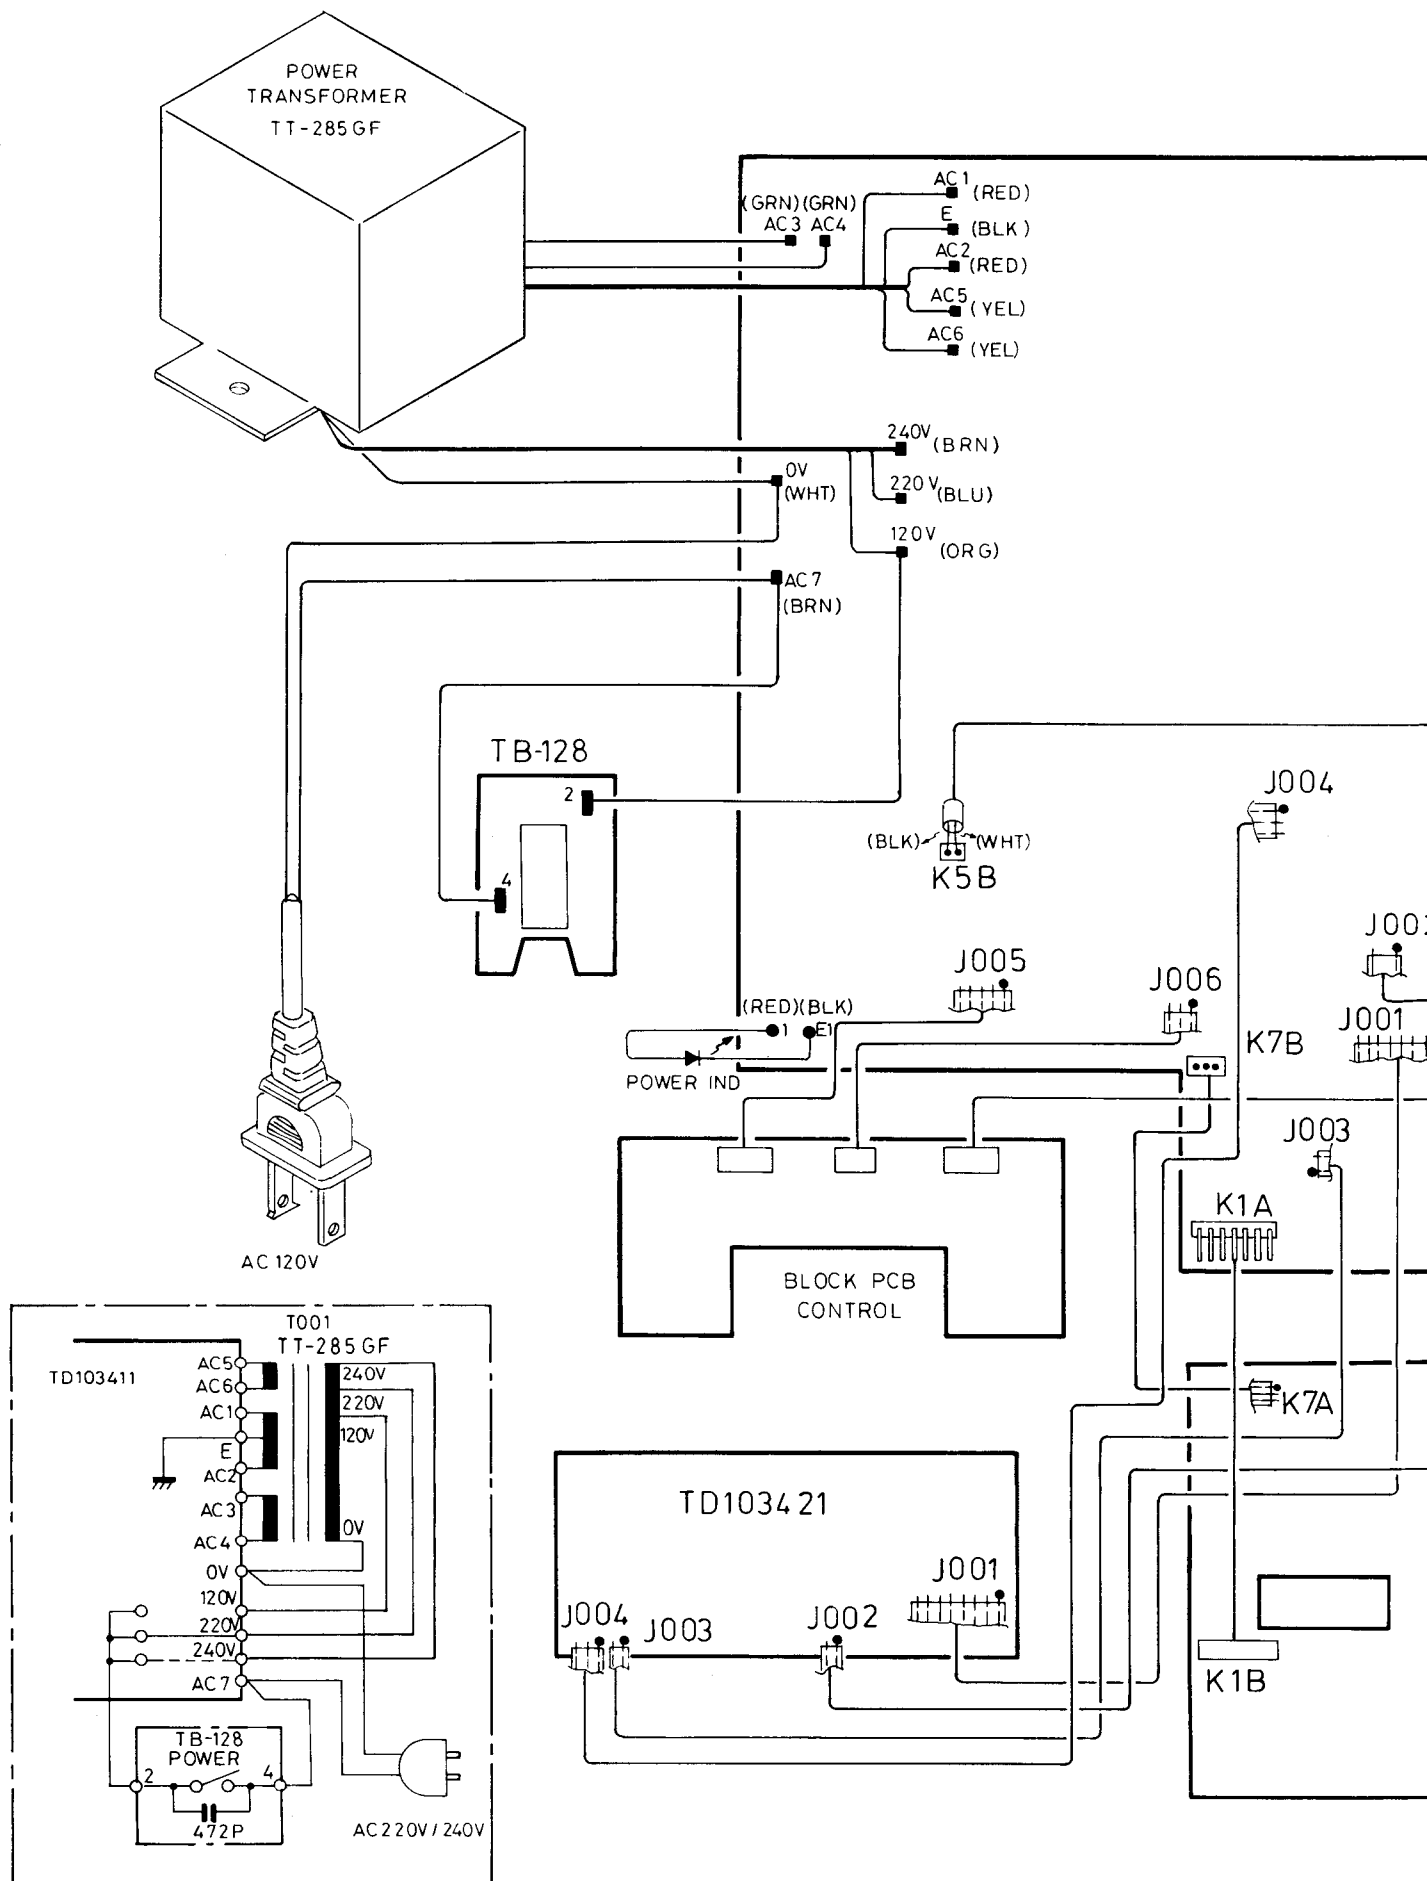 POWER
TRANSFORMER
TT-285GF
AC1 (RED)
(GRN)(GRN)
AC3 AC4
E (BLK)
AC2 (RED)
AC5 (YEL)
AC6 (YEL)
240V (BRN)
0V
(WHT)
220V (BLU)
120V (ORG)
AC7
(BRN)
TB-128
2
4
J004
(BLK) (WHT)
K5B
J005
J006
J001
K7B
(RED)(BLK)
1 E1
POWER IND
J003
K1A
AC 120V
BLOCK PCB
CONTROL
K7A
T001
TT-285GF
TD103411
AC5
AC6
AC1
E
AC2
AC3
AC4
0V
120V
220V
240V
AC7
240V
220V
120V
0V
TB-128
POWER
2 4
472P
AC220V/240V
TD103421
J001
J004 J003
J002
K1B